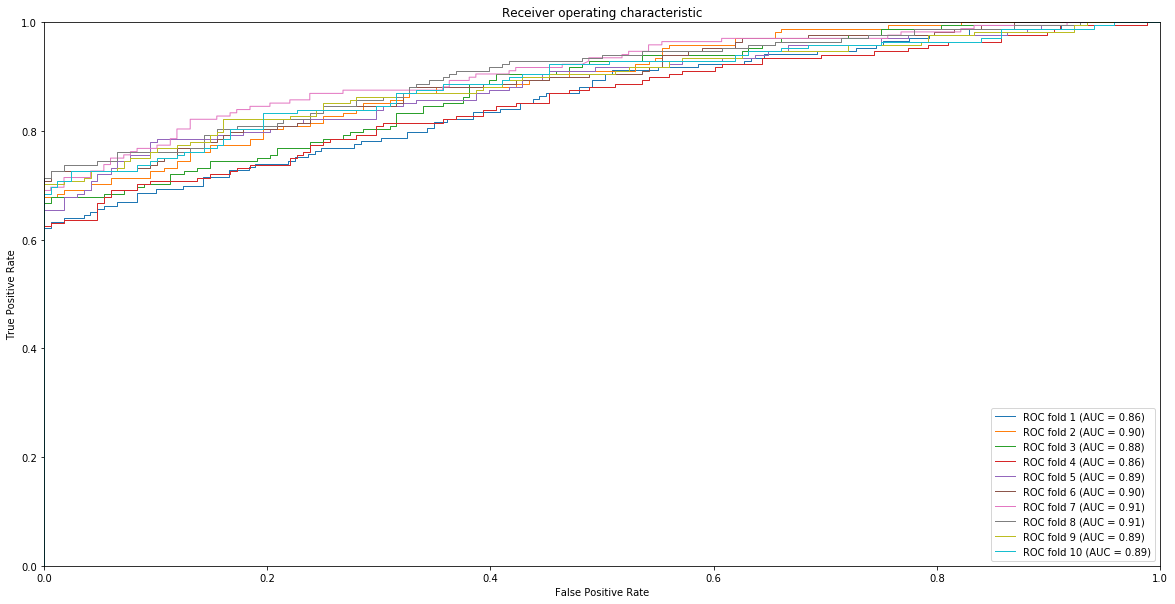 Receiver operating characteristic
1.0
0.8
0.6
0.4
0.2
0.0
True Positive Rate
0.0 0.2 0.4 0.6 0.8 1.0
False Positive Rate
ROC fold 1 (AUC = 0.86)
ROC fold 2 (AUC = 0.90)
ROC fold 3 (AUC = 0.88)
ROC fold 4 (AUC = 0.86)
ROC fold 5 (AUC = 0.89)
ROC fold 6 (AUC = 0.90)
ROC fold 7 (AUC = 0.91)
ROC fold 8 (AUC = 0.91)
ROC fold 9 (AUC = 0.89)
ROC fold 10 (AUC = 0.89)